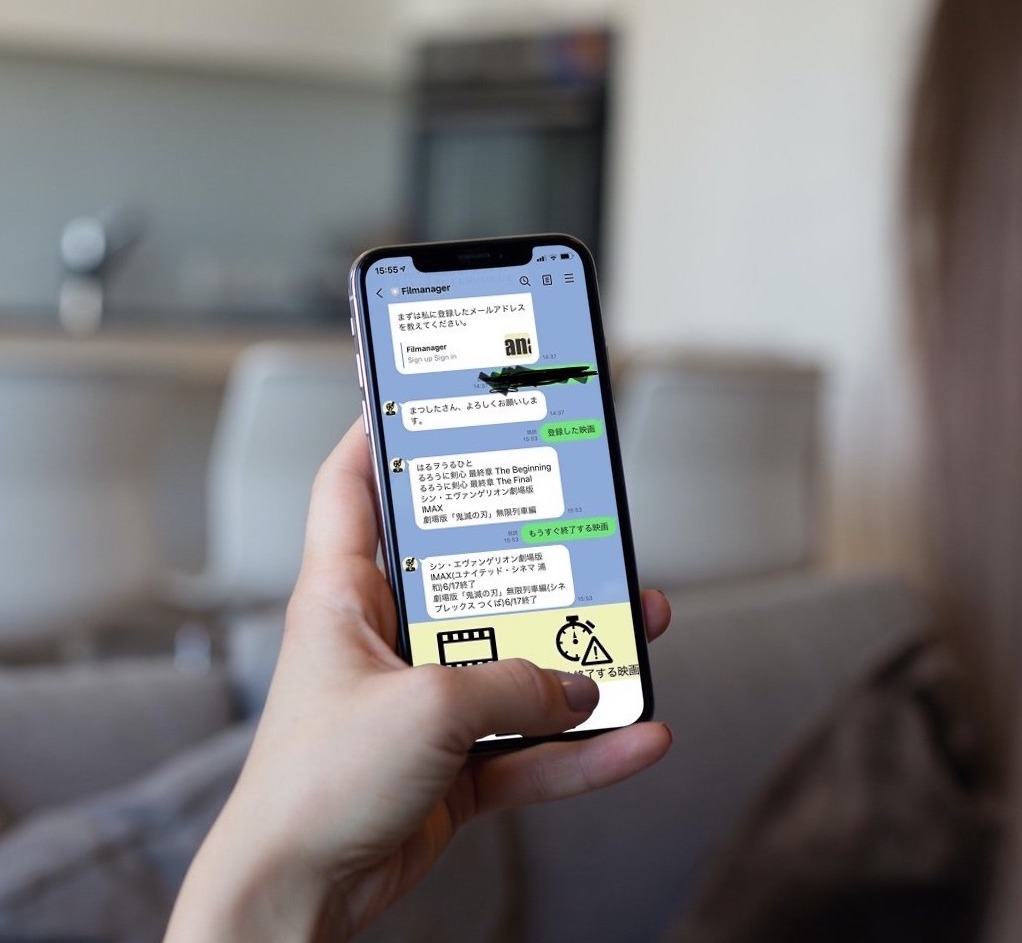 15:55
Filmanager
まずは私に登録したメールアドレス
を教えてください。
Filmanager
Sign up Sign in
an
14:37
14:37
まつしたさん、よろしくお願いしま
す。
14:37
既読
15:53
登録した映画
はるヲうるひと
るろうに剣心 最終章 The Beginning
るろうに剣心 最終章 The Final
シン・エヴァンゲリオン劇場版
IMAX
劇場版「鬼滅の刃」無限列車編
15:53
既読
15:53
もうすぐ終了する映画
シン・エヴァンゲリオン劇場版
IMAX(ユナイテッド・シネマ 浦
和)6/17終了
劇場版「鬼滅の刃」無限列車編(シネ
プレックス つくば)6/17終了
15:53
終了する映画